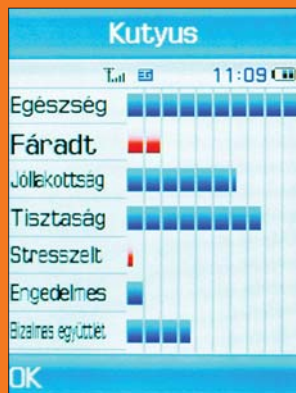 Kutyus
11:09
Egészség
Fáradt
Jóllakottság
Tisztaság
Stresszelt
Engedelmes
Bizalmas együttlét
OK